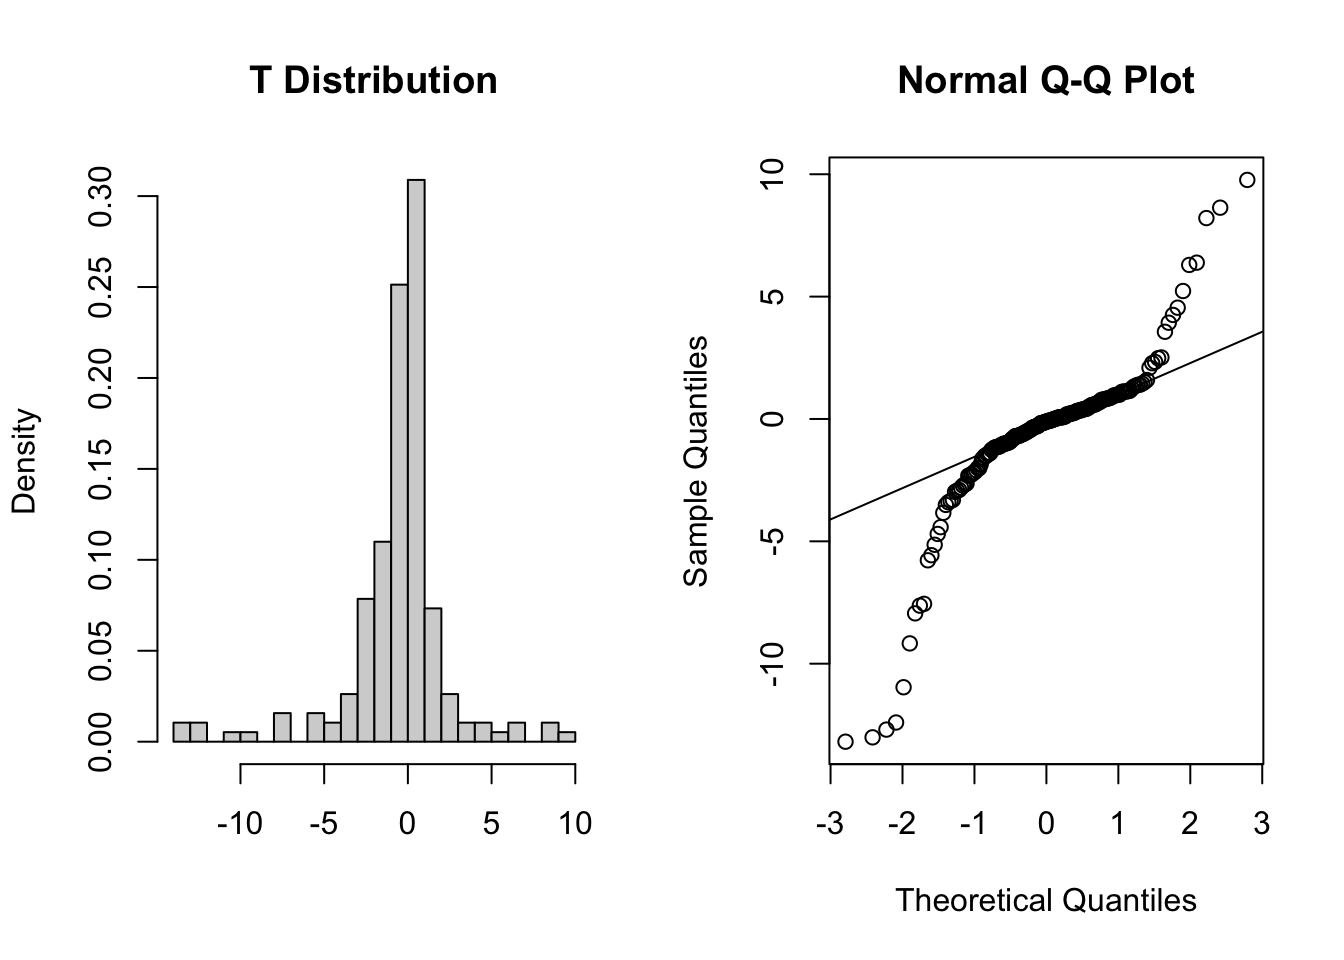 T Distribution
Density
0.00 0.05 0.10 0.15 0.20 0.25 0.30
-10 -5 0 5 10
Normal Q-Q Plot
Sample Quantiles
-10 -5 0 5 10
-3 -2 -1 0 1 2 3
Theoretical Quantiles